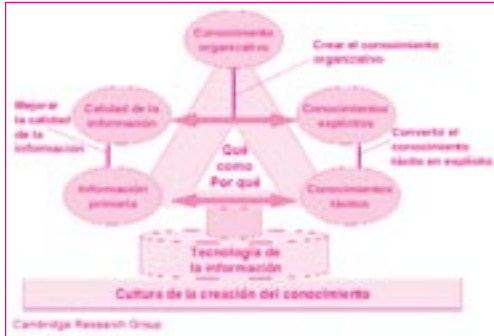 Conocimiento
organizativo
Crear el conocimiento
organizativo
Mejorar
la calidad
de la
información
Calidad de la
información
Conocimientos
explícitos
Convertir el
conocimiento
tácito en explícito
Qué
como
Por qué
Información
primaria
Conocimientos
tácitos
Tecnología de
la información
Cultura de la creación del conocimiento
Cambridge Research Group